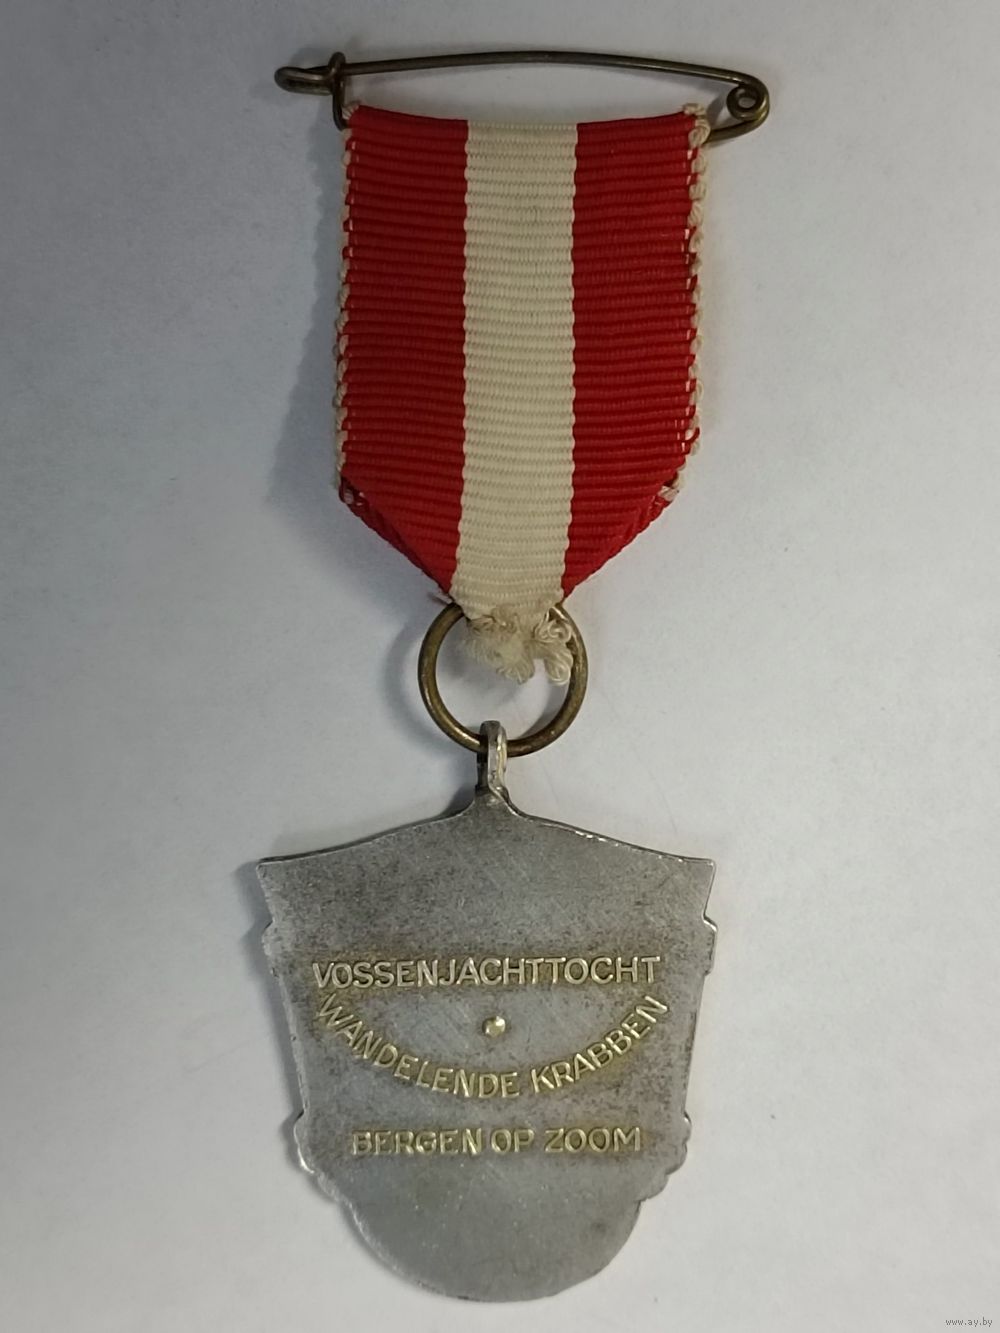 VOSSENJACHTTOCHT
WANDELENDE KRABBEN
BERGEN OP ZOOM
www.ay.by